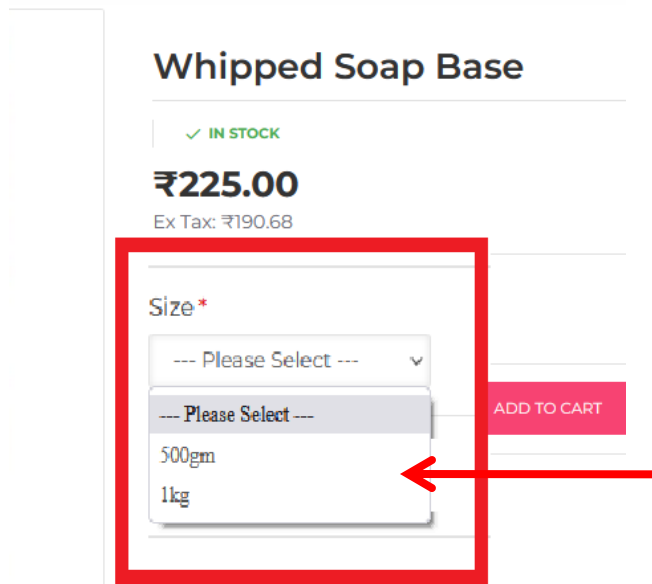 Whipped Soap Base
IN STOCK
₹225.00
Ex Tax: ₹190.68
Size*
--- Please Select ---
--- Please Select ---
ADD TO CART
500gm
1kg